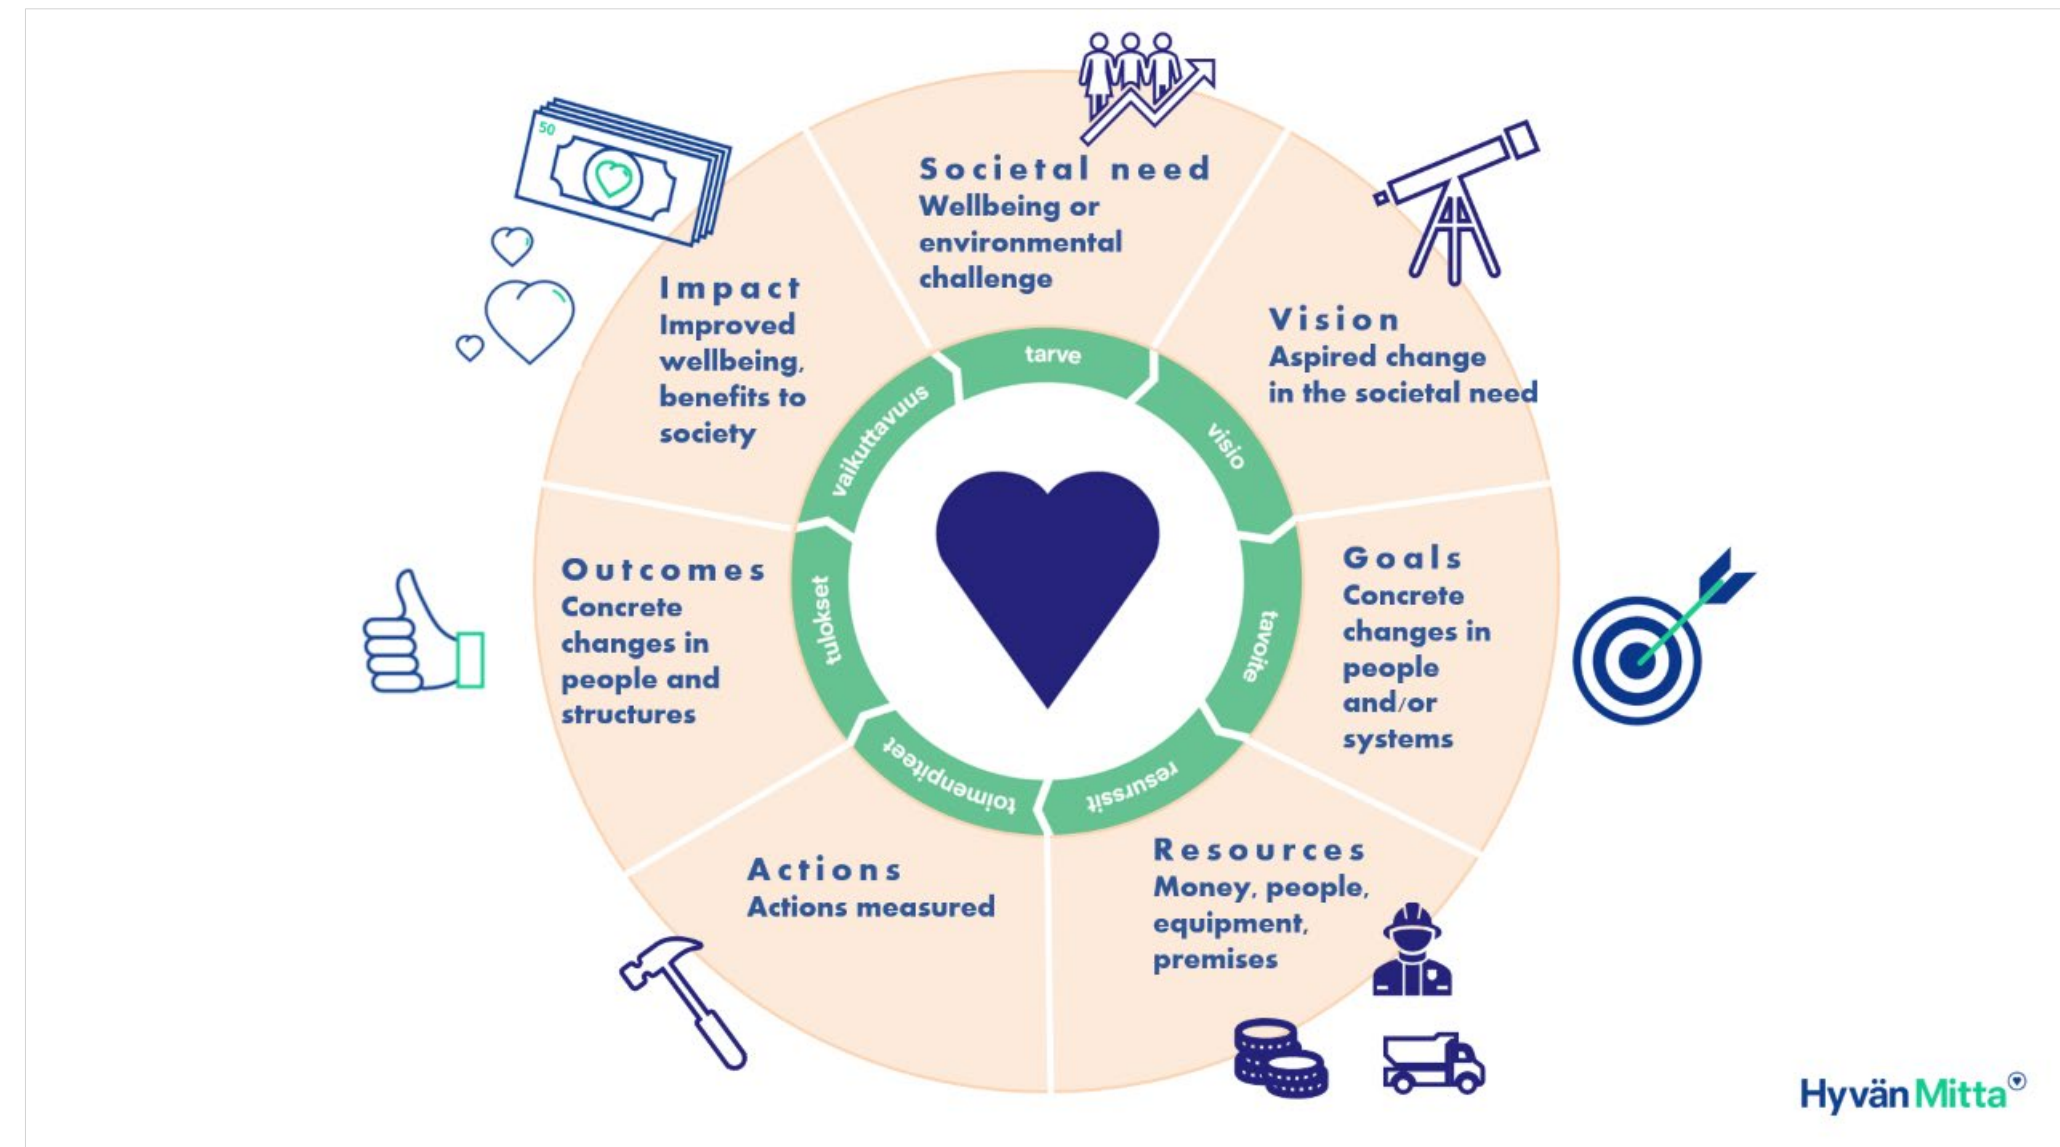 Societal need
Wellbeing or
environmental
challenge
Vision
Aspired change
in the societal need
Goals
Concrete
changes in
people
and/or
systems
Resources
Money, people,
equipment,
premises
Actions
Actions measured
Outcomes
Concrete
changes in
people and
structures
Impact
Improved
wellbeing,
benefits to
society
50
tarve
visio
tavoite
resurssit
toimenpiteet
tulokset
vaikuttavuus
HyvänMitta